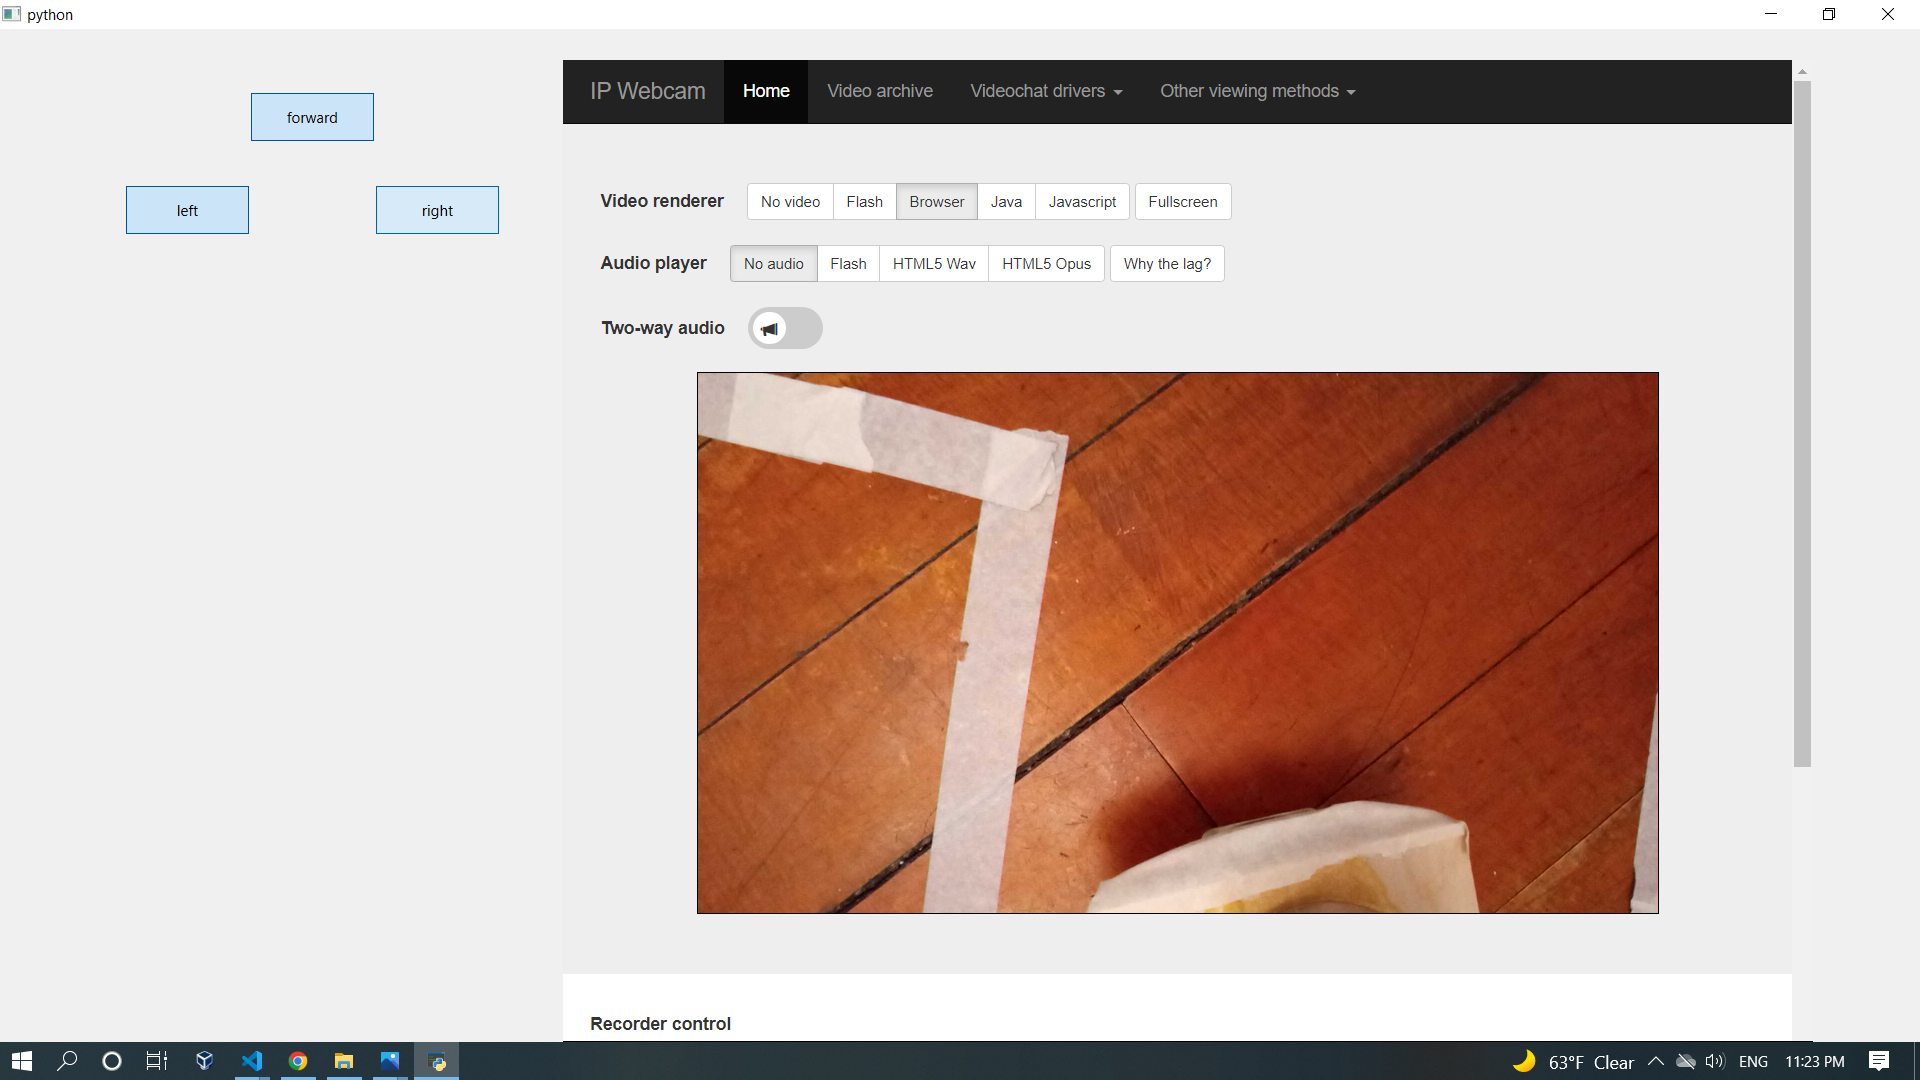 python
forward
left
right
IP Webcam Home Video archive Videochat drivers Other viewing methods
Video renderer No video Flash Browser Java Javascript Fullscreen
Audio player No audio Flash HTML5 Wav HTML5 Opus Why the lag?
Two-way audio
Recorder control
63°F Clear ENG 11:23 PM